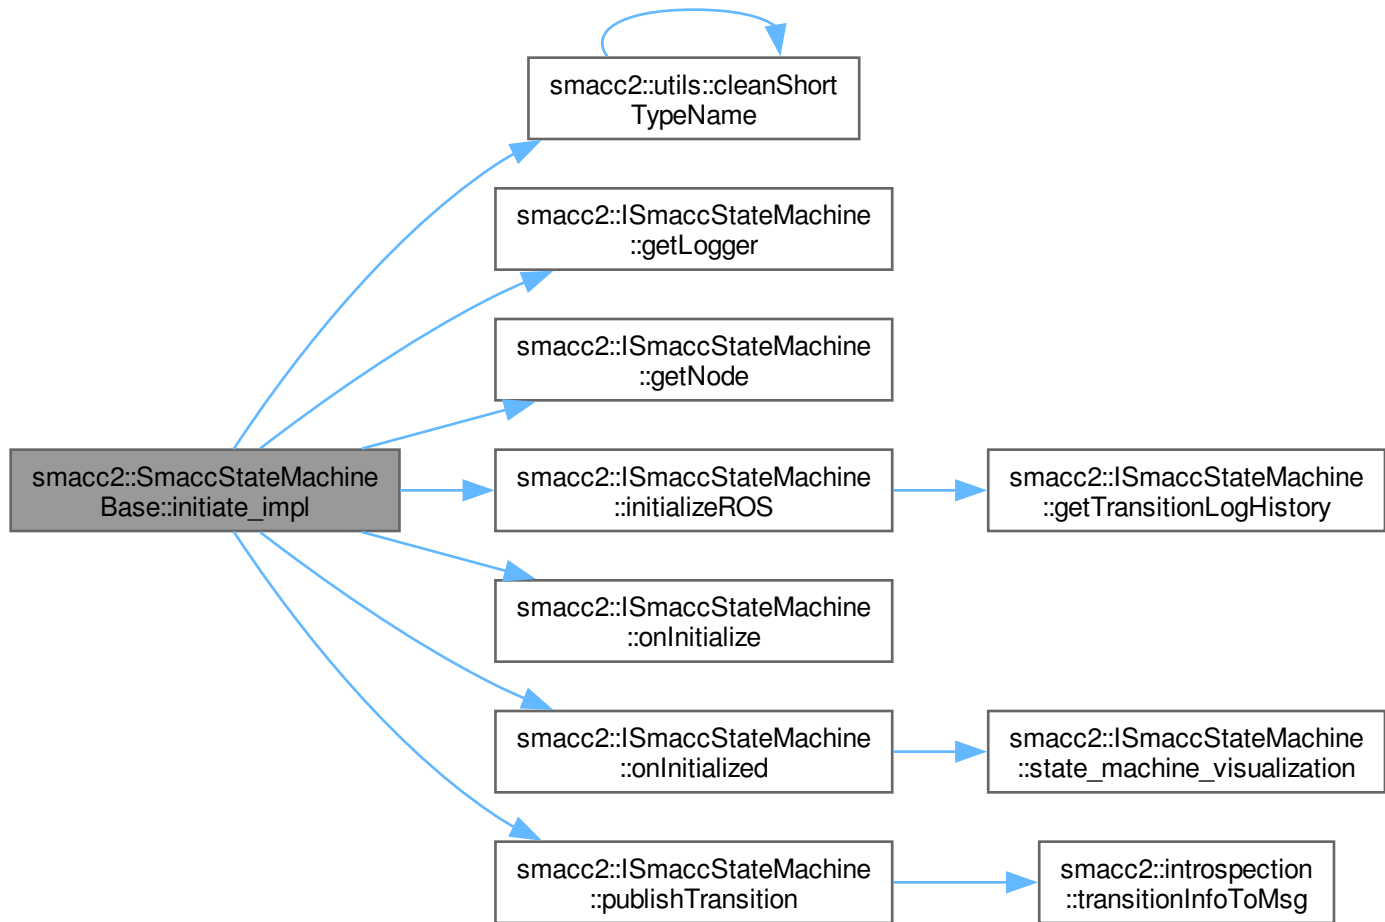 smacc2::utils::cleanShort
TypeName
smacc2::ISmaccStateMachine
::getLogger
smacc2::ISmaccStateMachine
::getNode
smacc2::SmaccStateMachine
Base::initiate_impl
smacc2::ISmaccStateMachine
::initializeROS
smacc2::ISmaccStateMachine
::getTransitionLogHistory
smacc2::ISmaccStateMachine
::onInitialize
smacc2::ISmaccStateMachine
::onInitialized
smacc2::ISmaccStateMachine
::state_machine_visualization
smacc2::ISmaccStateMachine
::publishTransition
smacc2::introspection
::transitionInfoToMsg